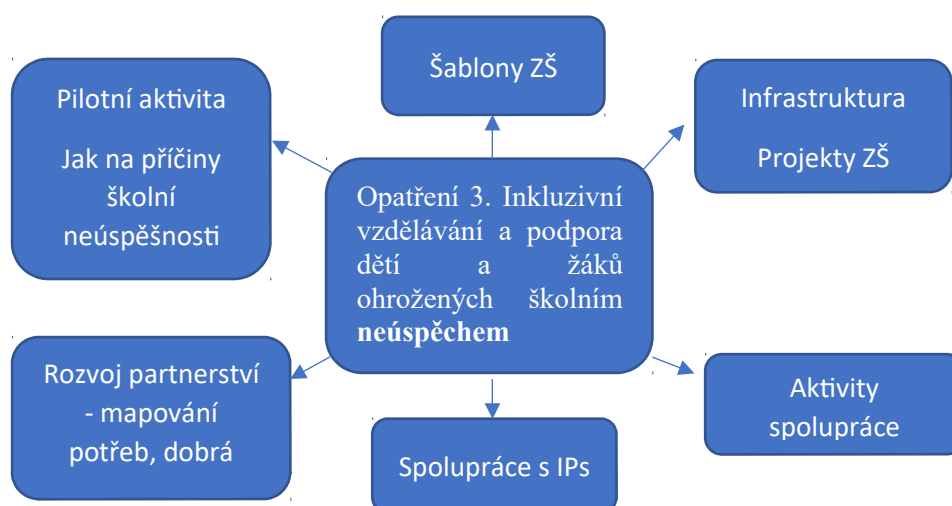 Šablony ZŠ
Pilotní aktivita
Jak na příčiny
školní
neúspěšnosti
Infrastruktura
Projekty ZŠ
Opatření 3. Inkluzivní
vzdělávání a podpora
dětí a žáků
ohrožených školním
neúspěchem
Rozvoj partnerství
- mapování
potřeb, dobrá
Spolupráce s IPs
Aktivity
spolupráce